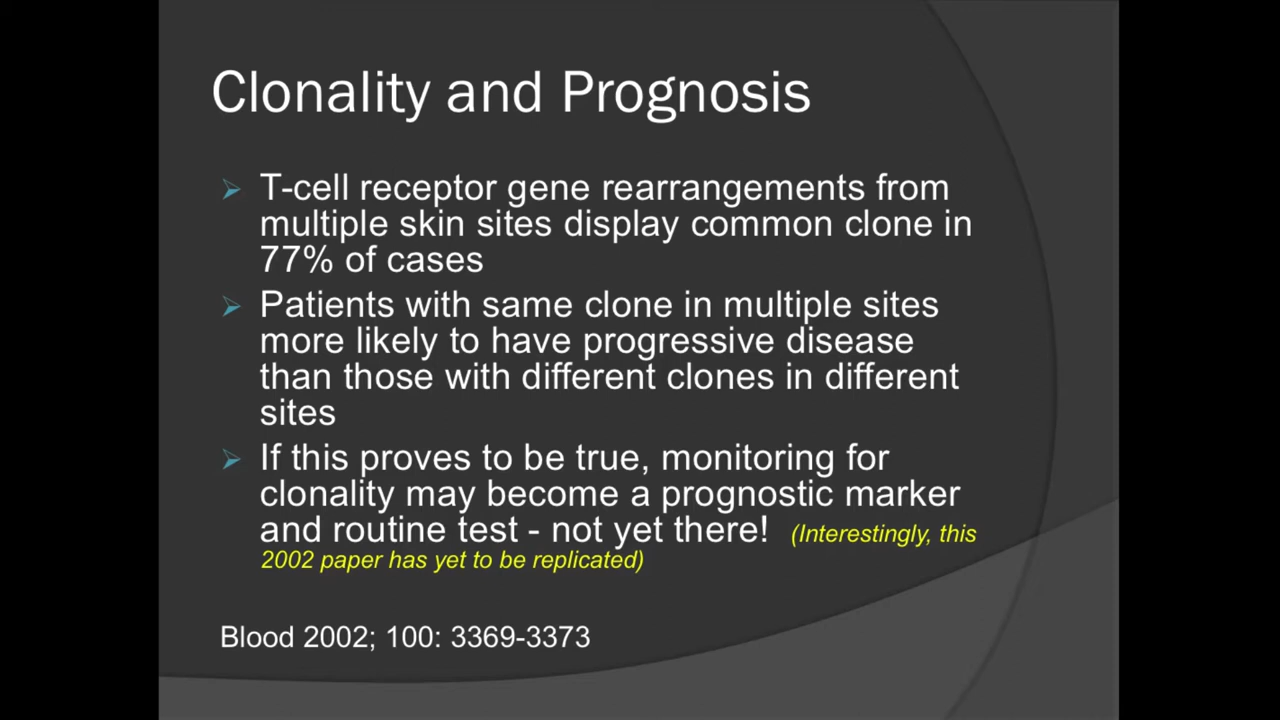 Clonality and Prognosis
T-cell receptor gene rearrangements from
multiple skin sites display common clone in
77% of cases
Patients with same clone in multiple sites
more likely to have progressive disease
than those with different clones in different
sites
If this proves to be true, monitoring for
clonality may become a prognostic marker
and routine test - not yet there! (Interestingly, this
2002 paper has yet to be replicated)
Blood 2002; 100: 3369-3373